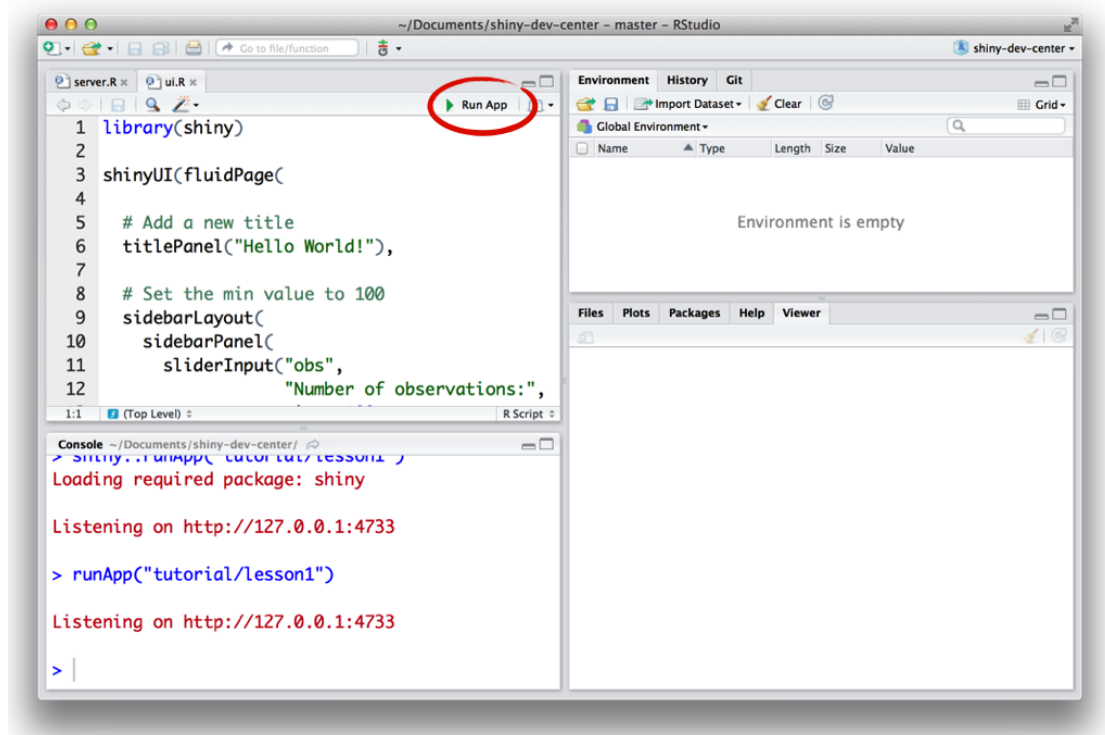 ~/Documents/shiny-dev-center – master – RStudio
Go to file/function
shiny-dev-center
server.R × ui.R ×
Run App
1 library(shiny)
2
3 shinyUI(fluidPage(
4
5 # Add a new title
6 titlePanel("Hello World!"),
7
8 # Set the min value to 100
9 sidebarLayout(
10 sidebarPanel(
11 sliderInput("obs",
12 "Number of observations:",
1:1 (Top Level) R Script
Console ~/Documents/shiny-dev-center/
> shiny::runApp('tutorial/lesson1')
Loading required package: shiny
Listening on http://127.0.0.1:4733
> runApp("tutorial/lesson1")
Listening on http://127.0.0.1:4733
>
Environment History Git
Import Dataset Clear Grid
Global Environment
Name Type Length Size Value
Environment is empty
Files Plots Packages Help Viewer